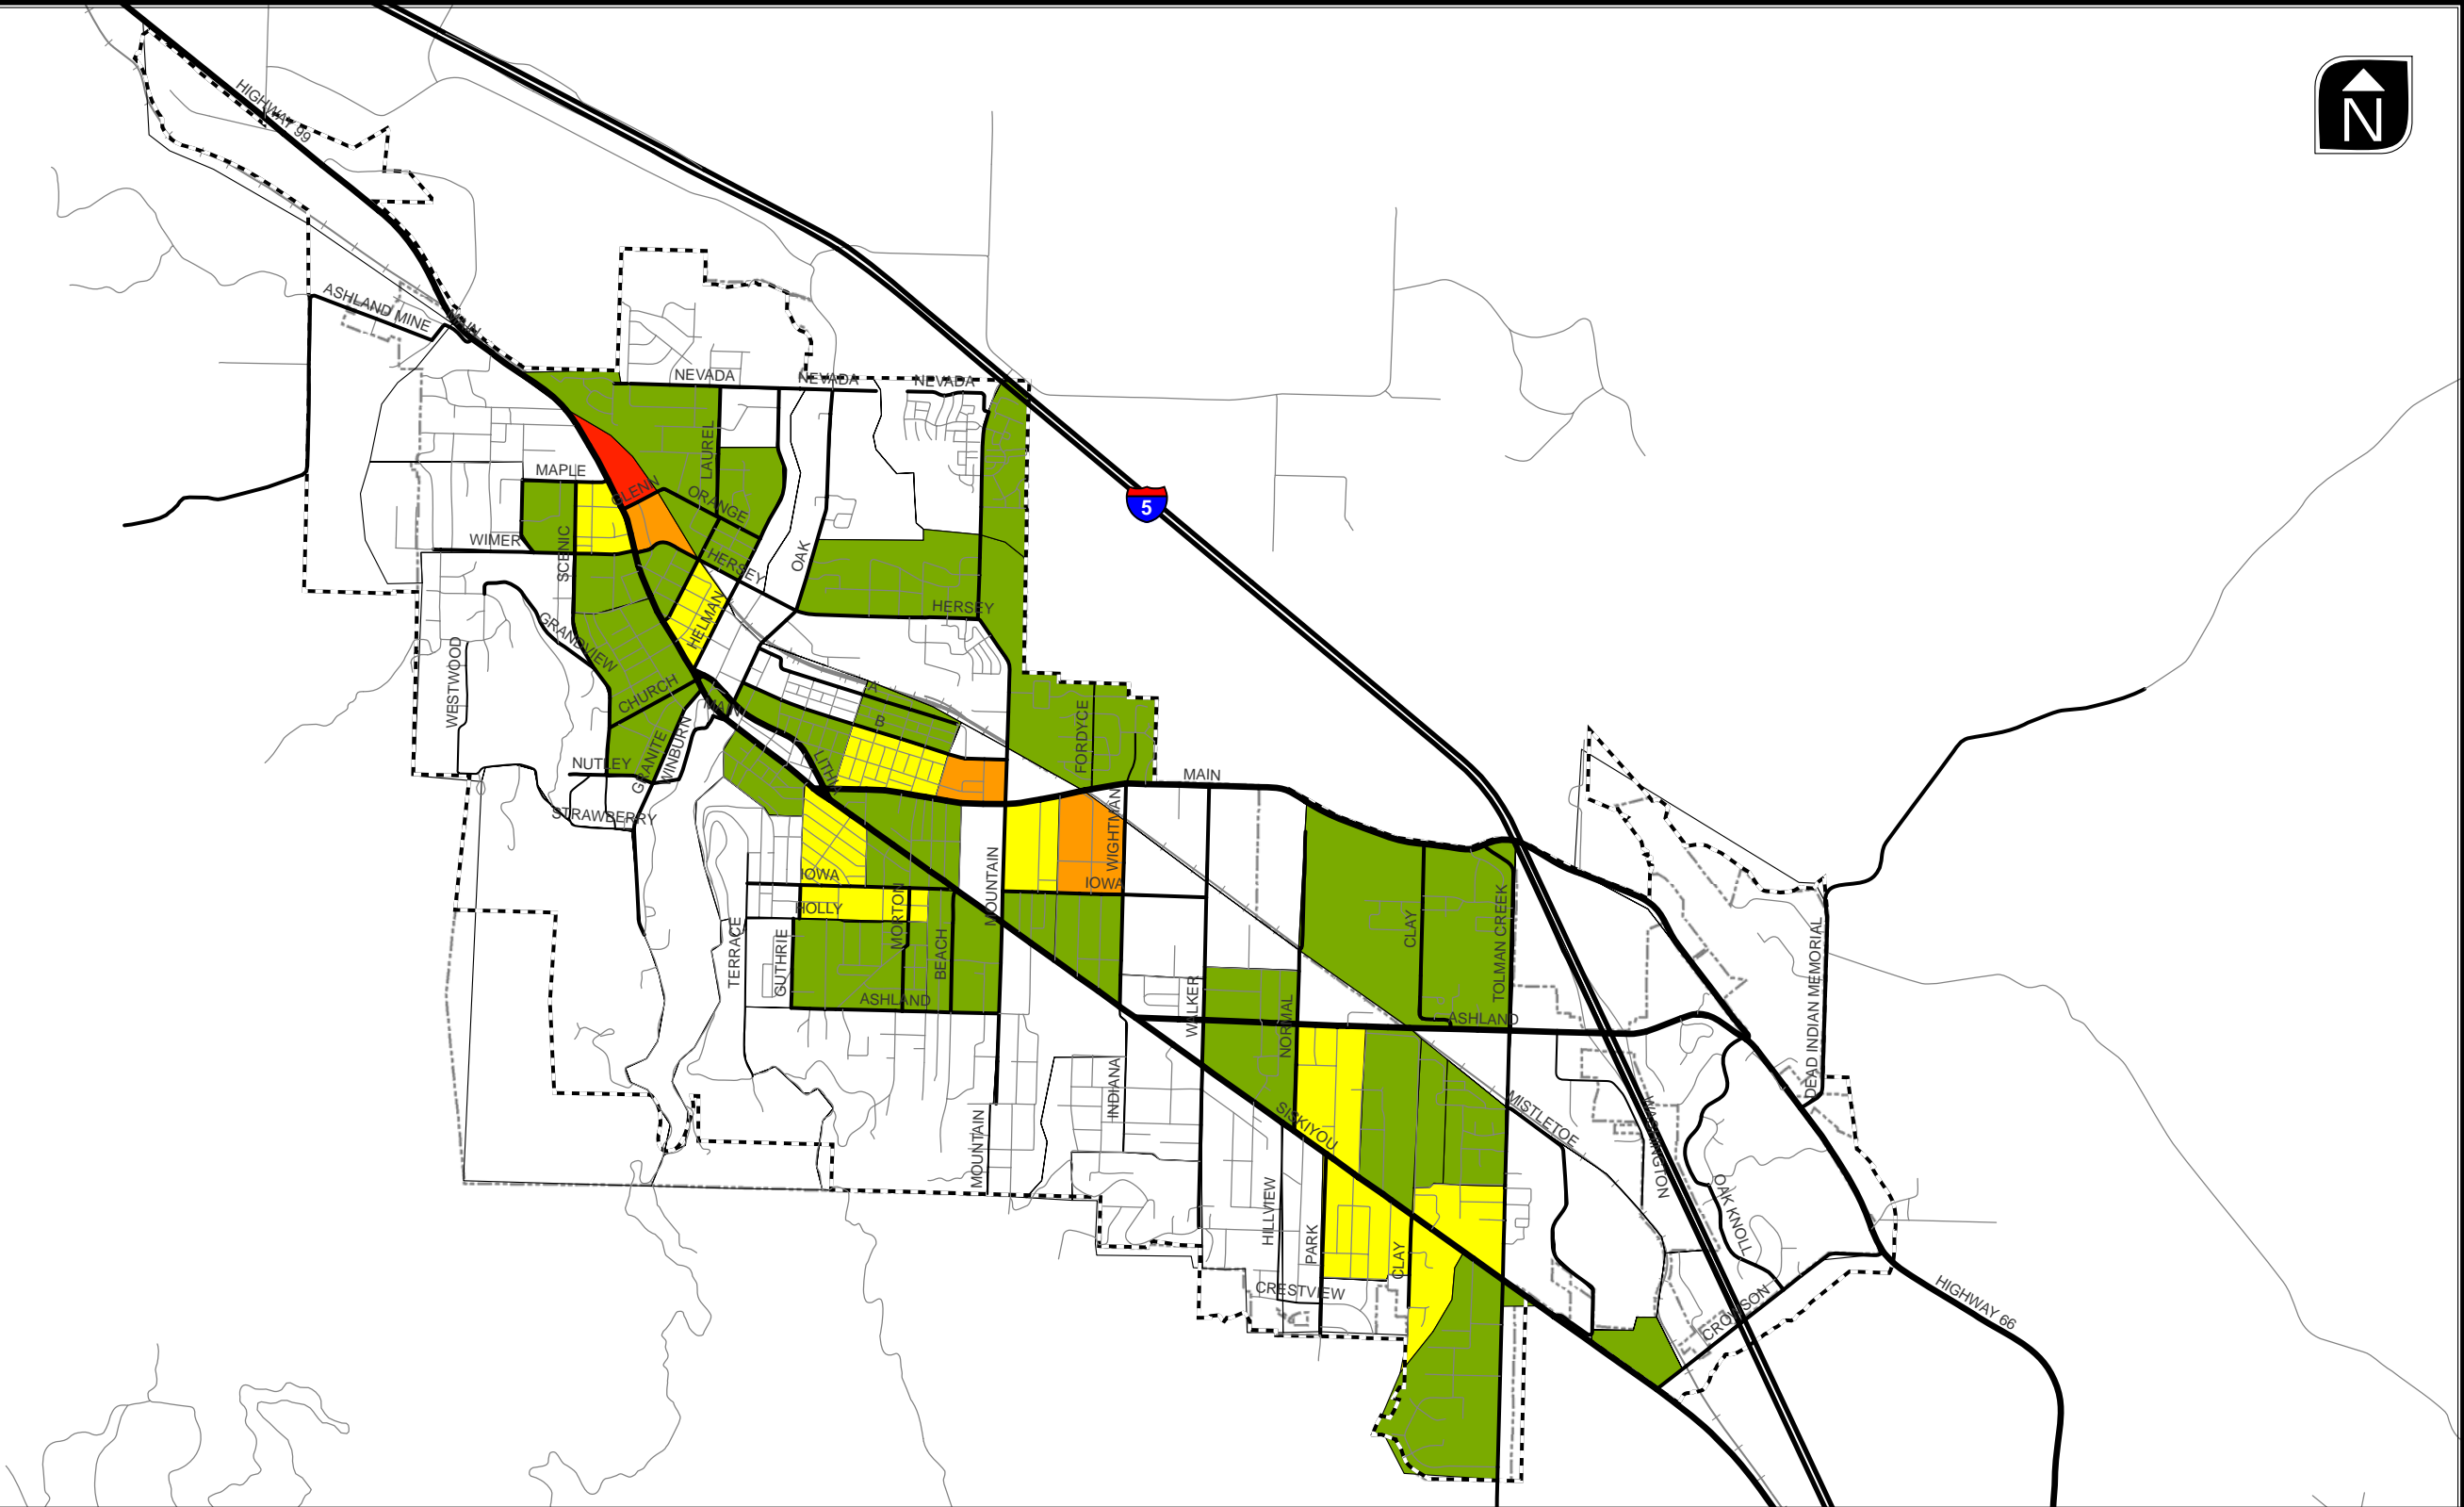 N
HIGHWAY 99
ASHLAND MINE
MAIN
NEVADA
NEVADA
NEVADA
LAUREL
MAPLE
GLENN
ORANGE
5
WIMER
SCENIC
HERSEY
OAK
HELMAN
HERSEY
GRANDVIEW
WESTWOOD
CHURCH
A
MAIN
B
FORDYCE
GRANITE
WINBURN
LITHIA
NUTLEY
MAIN
STRAWBERRY
WIGHTMAN
IOWA
MOUNTAIN
IOWA
HOLLY
MORTON
CLAY
TOLMAN CREEK
TERRACE
GUTHRIE
BEACH
DEAD INDIAN MEMORIAL
ASHLAND
WALKER
NORMAL
ASHLAND
INDIANA
SISKIYOU
MISTLETOE
WASHINGTON
MOUNTAIN
HILLVIEW
PARK
CLAY
OAK KNOLL
CRESTVIEW
CROWSON
HIGHWAY 66